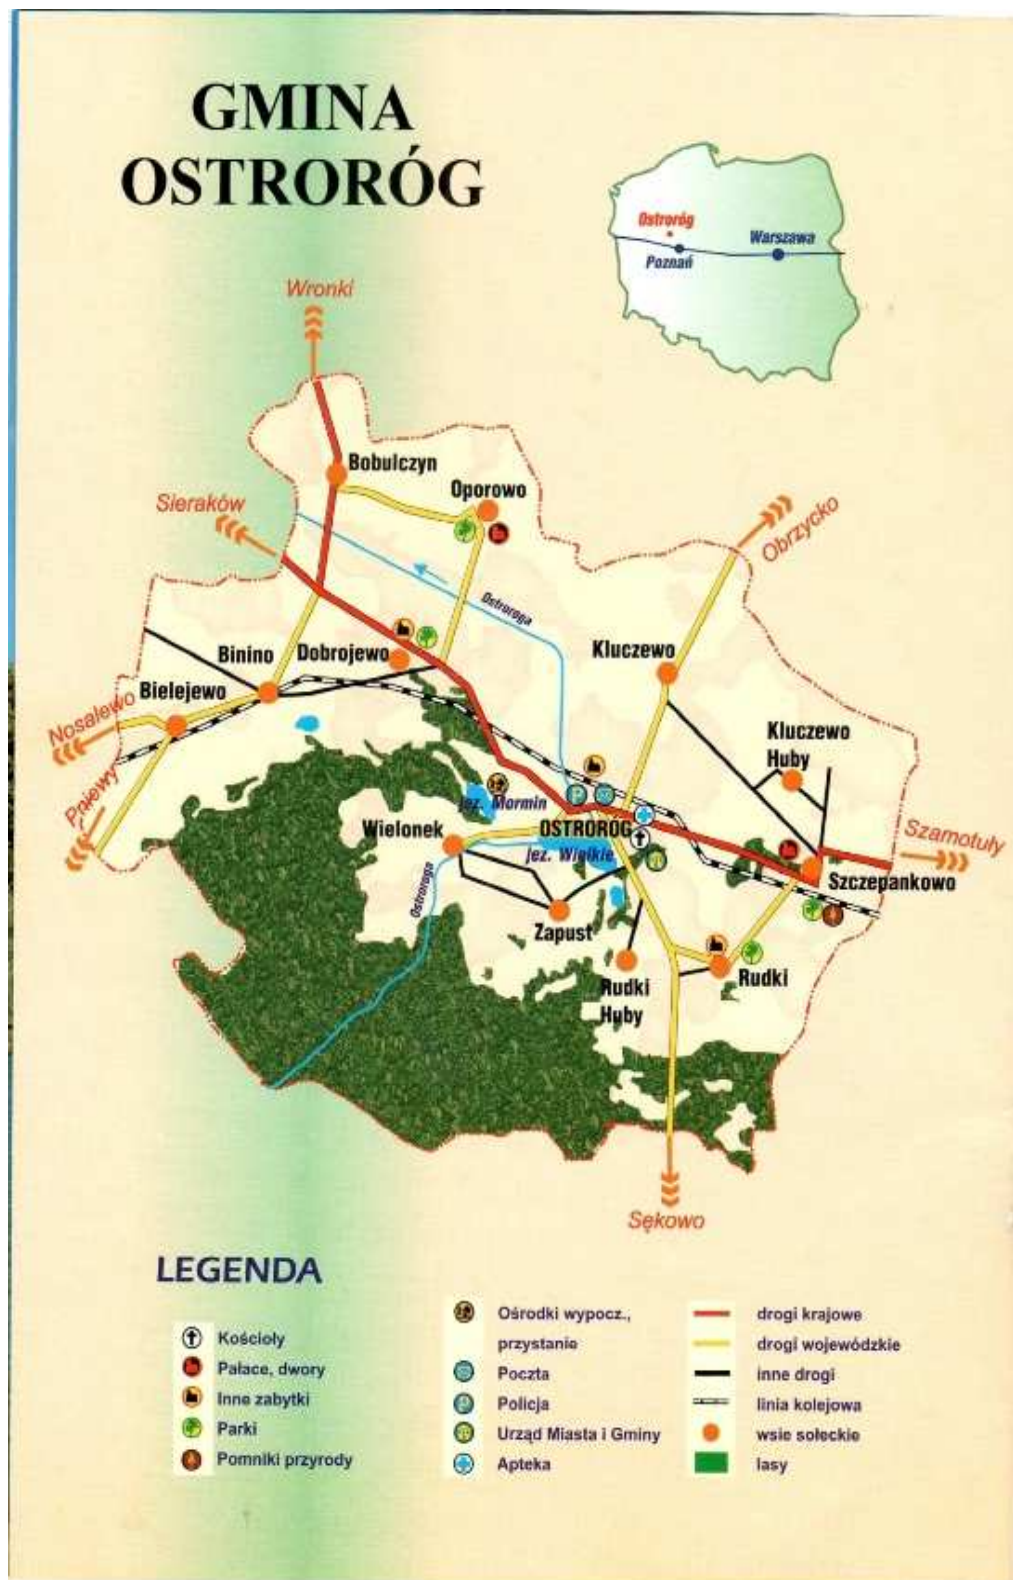 GMINA
OSTRORÓG
Ostroróg
Warszawa
Poznań
Wronki
Bobulczyn
Oporowo
Sieraków
Obrzycko
Ostroroga
Kluczewo
Binino
Dobrojewo
Bielejewo
Nosalewo
Kluczewo
Huby
Pniewy
jez. Mormin
Wielonek
OSTRORÓG
jez. Wielkie
Szamotuły
Szczepankowo
Ostroroga
Zapust
Rudki
Huby
Rudki
Sękowo
LEGENDA
Kościoły
Pałace, dwory
Inne zabytki
Parki
Pomniki przyrody
Ośrodki wypocz.,
przystanie
Poczta
Policja
Urząd Miasta i Gminy
Apteka
drogi krajowe
drogi wojewódzkie
inne drogi
linia kolejowa
wsie sołeckie
lasy